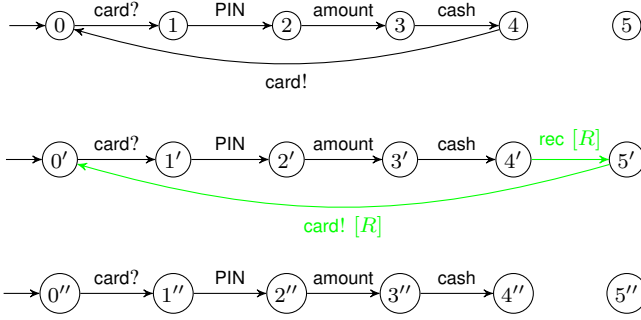 card? PIN amount cash
0 1 2 3 4 5
card!
card? PIN amount cash rec [R]
0′ 1′ 2′ 3′ 4′ 5′
card! [R]
card? PIN amount cash
0″ 1″ 2″ 3″ 4″ 5″